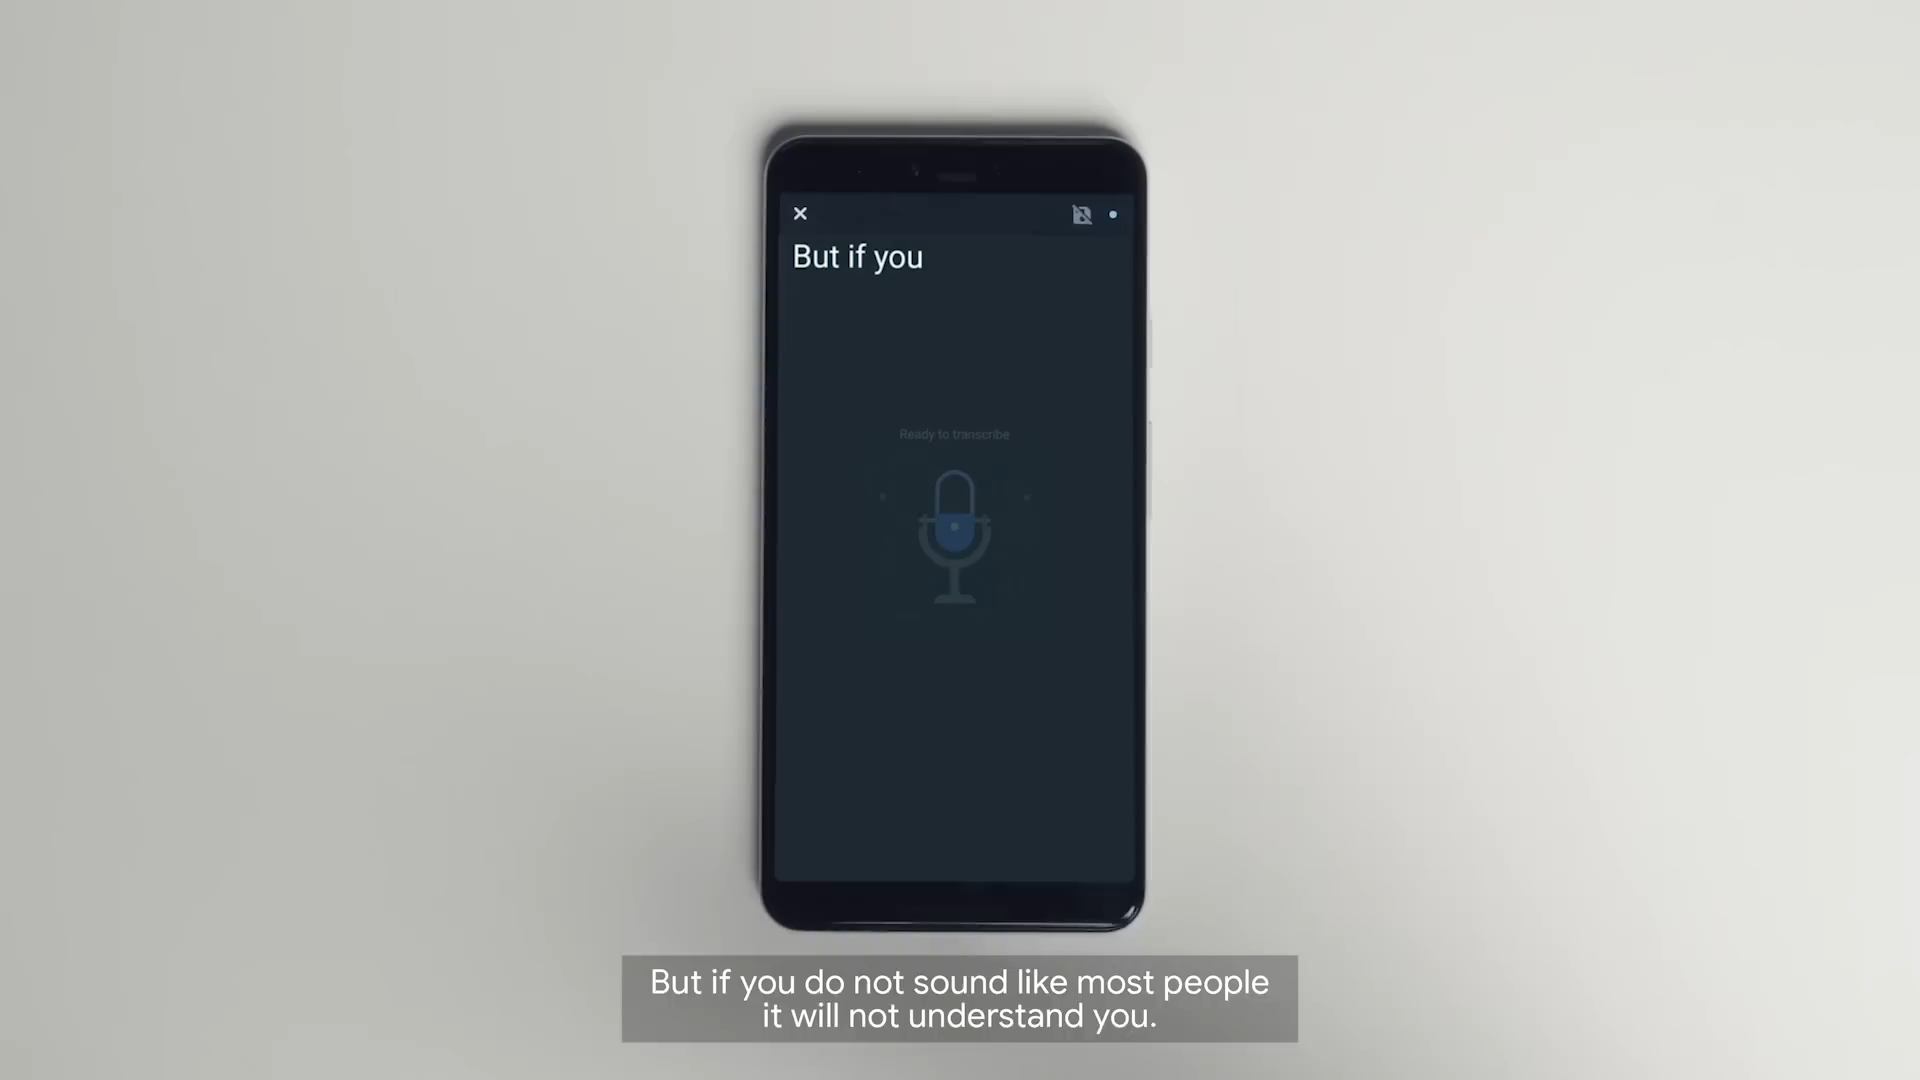 But if you
Ready to transcribe
But if you do not sound like most people
it will not understand you.